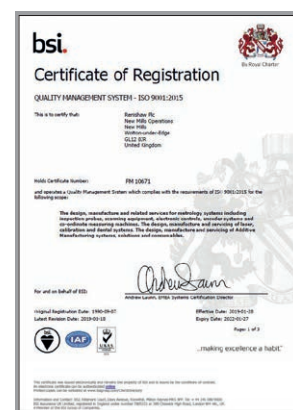 bsi.
By Royal Charter
Certificate of Registration
QUALITY MANAGEMENT SYSTEM - ISO 9001:2015
This is to certify that:
Renishaw Plc
New Mills Operations
New Mills
Wotton-under-Edge
GL12 8JR
United Kingdom
Holds Certificate Number:
FM 10671
and operates a Quality Management System which complies with the requirements of ISO 9001:2015 for the
following scope:
The design, manufacture and related services for metrology systems including
inspection probes, scanning equipment, electronic controls, encoder systems and
co-ordinate measuring machines. The design, manufacture and servicing of laser,
calibration and dental systems. The design, manufacture and servicing of Additive
Manufacturing systems, solutions and consumables.
For and on behalf of BSI:
Andrew Launn, EMEA Systems Certification Director
Original Registration Date: 1990-09-07
Effective Date: 2019-01-28
Latest Revision Date: 2019-03-18
Expiry Date: 2022-01-27
Page: 1 of 3
IAF
UKAS
...making excellence a habit.™